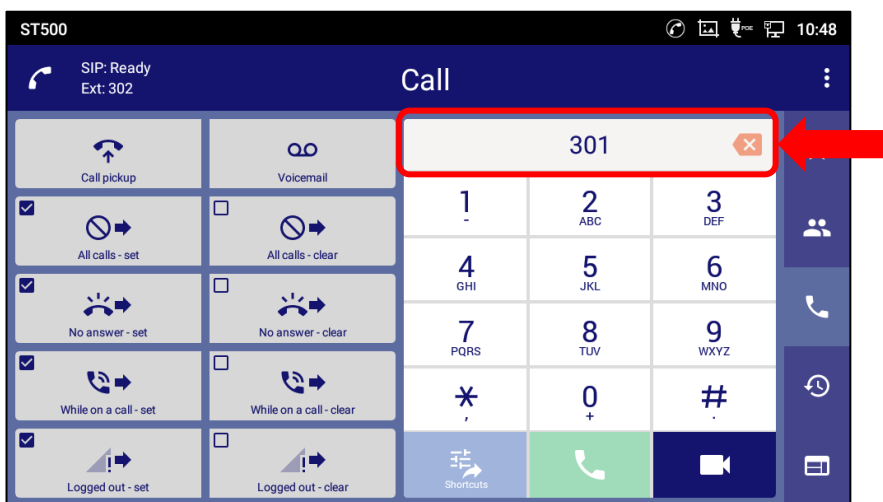 ST500
POE
10:48
SIP: Ready
Ext: 302
Call
Call pickup
Voicemail
301
All calls - set
All calls - clear
No answer - set
No answer - clear
While on a call - set
While on a call - clear
Logged out - set
Logged out - clear
1
-
2
ABC
3
DEF
4
GHI
5
JKL
6
MNO
7
PQRS
8
TUV
9
WXYZ
*
,
0
+
#
.
Shortcuts